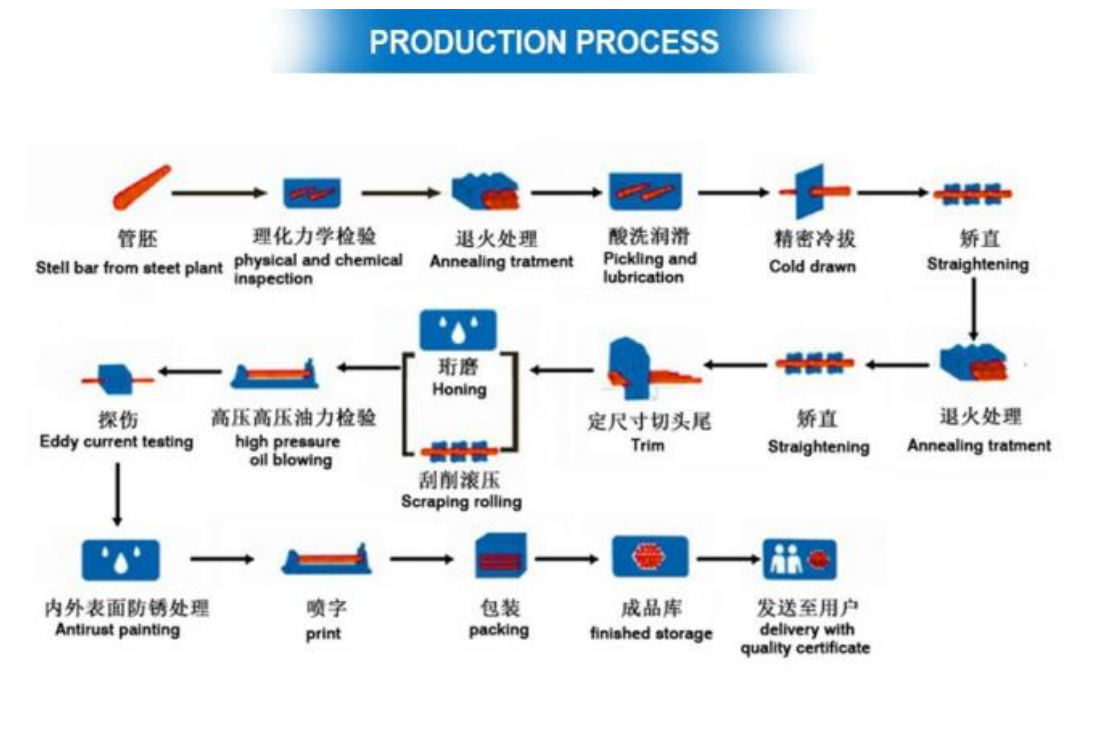 PRODUCTION PROCESS
管胚
Stell bar from steet plant
理化力学检验
physical and chemical
inspection
退火处理
Annealing tratment
酸洗润滑
Pickling and
lubrication
精密冷拔
Cold drawn
矫直
Straightening
探伤
Eddy current testing
高压高压油力检验
high pressure
oil blowing
珩磨
Honing
刮削滚压
Scraping rolling
定尺寸切头尾
Trim
矫直
Straightening
退火处理
Annealing tratment
内外表面防锈处理
Antirust painting
喷字
print
包装
packing
成品库
finished storage
发送至用户
delivery with
quality certificate